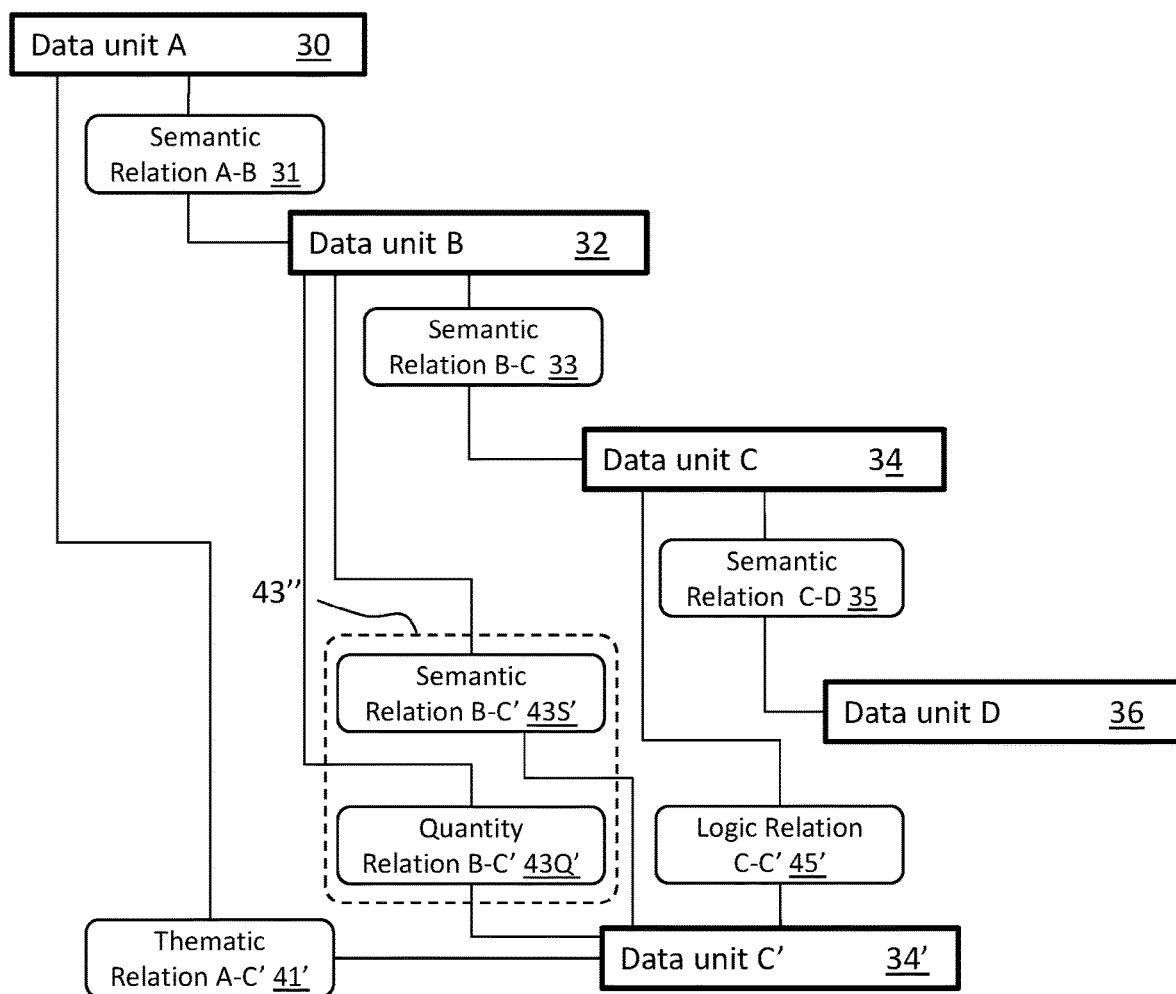 Data unit A 30
Semantic
Relation A-B 31
Data unit B 32
Semantic
Relation B-C 33
Data unit C 34
Semantic
Relation C-D 35
43’’
Semantic
Relation B-C’ 43S’
Data unit D 36
Quantity
Relation B-C’ 43Q’
Logic Relation
C-C’ 45’
Thematic
Relation A-C’ 41’
Data unit C’ 34’